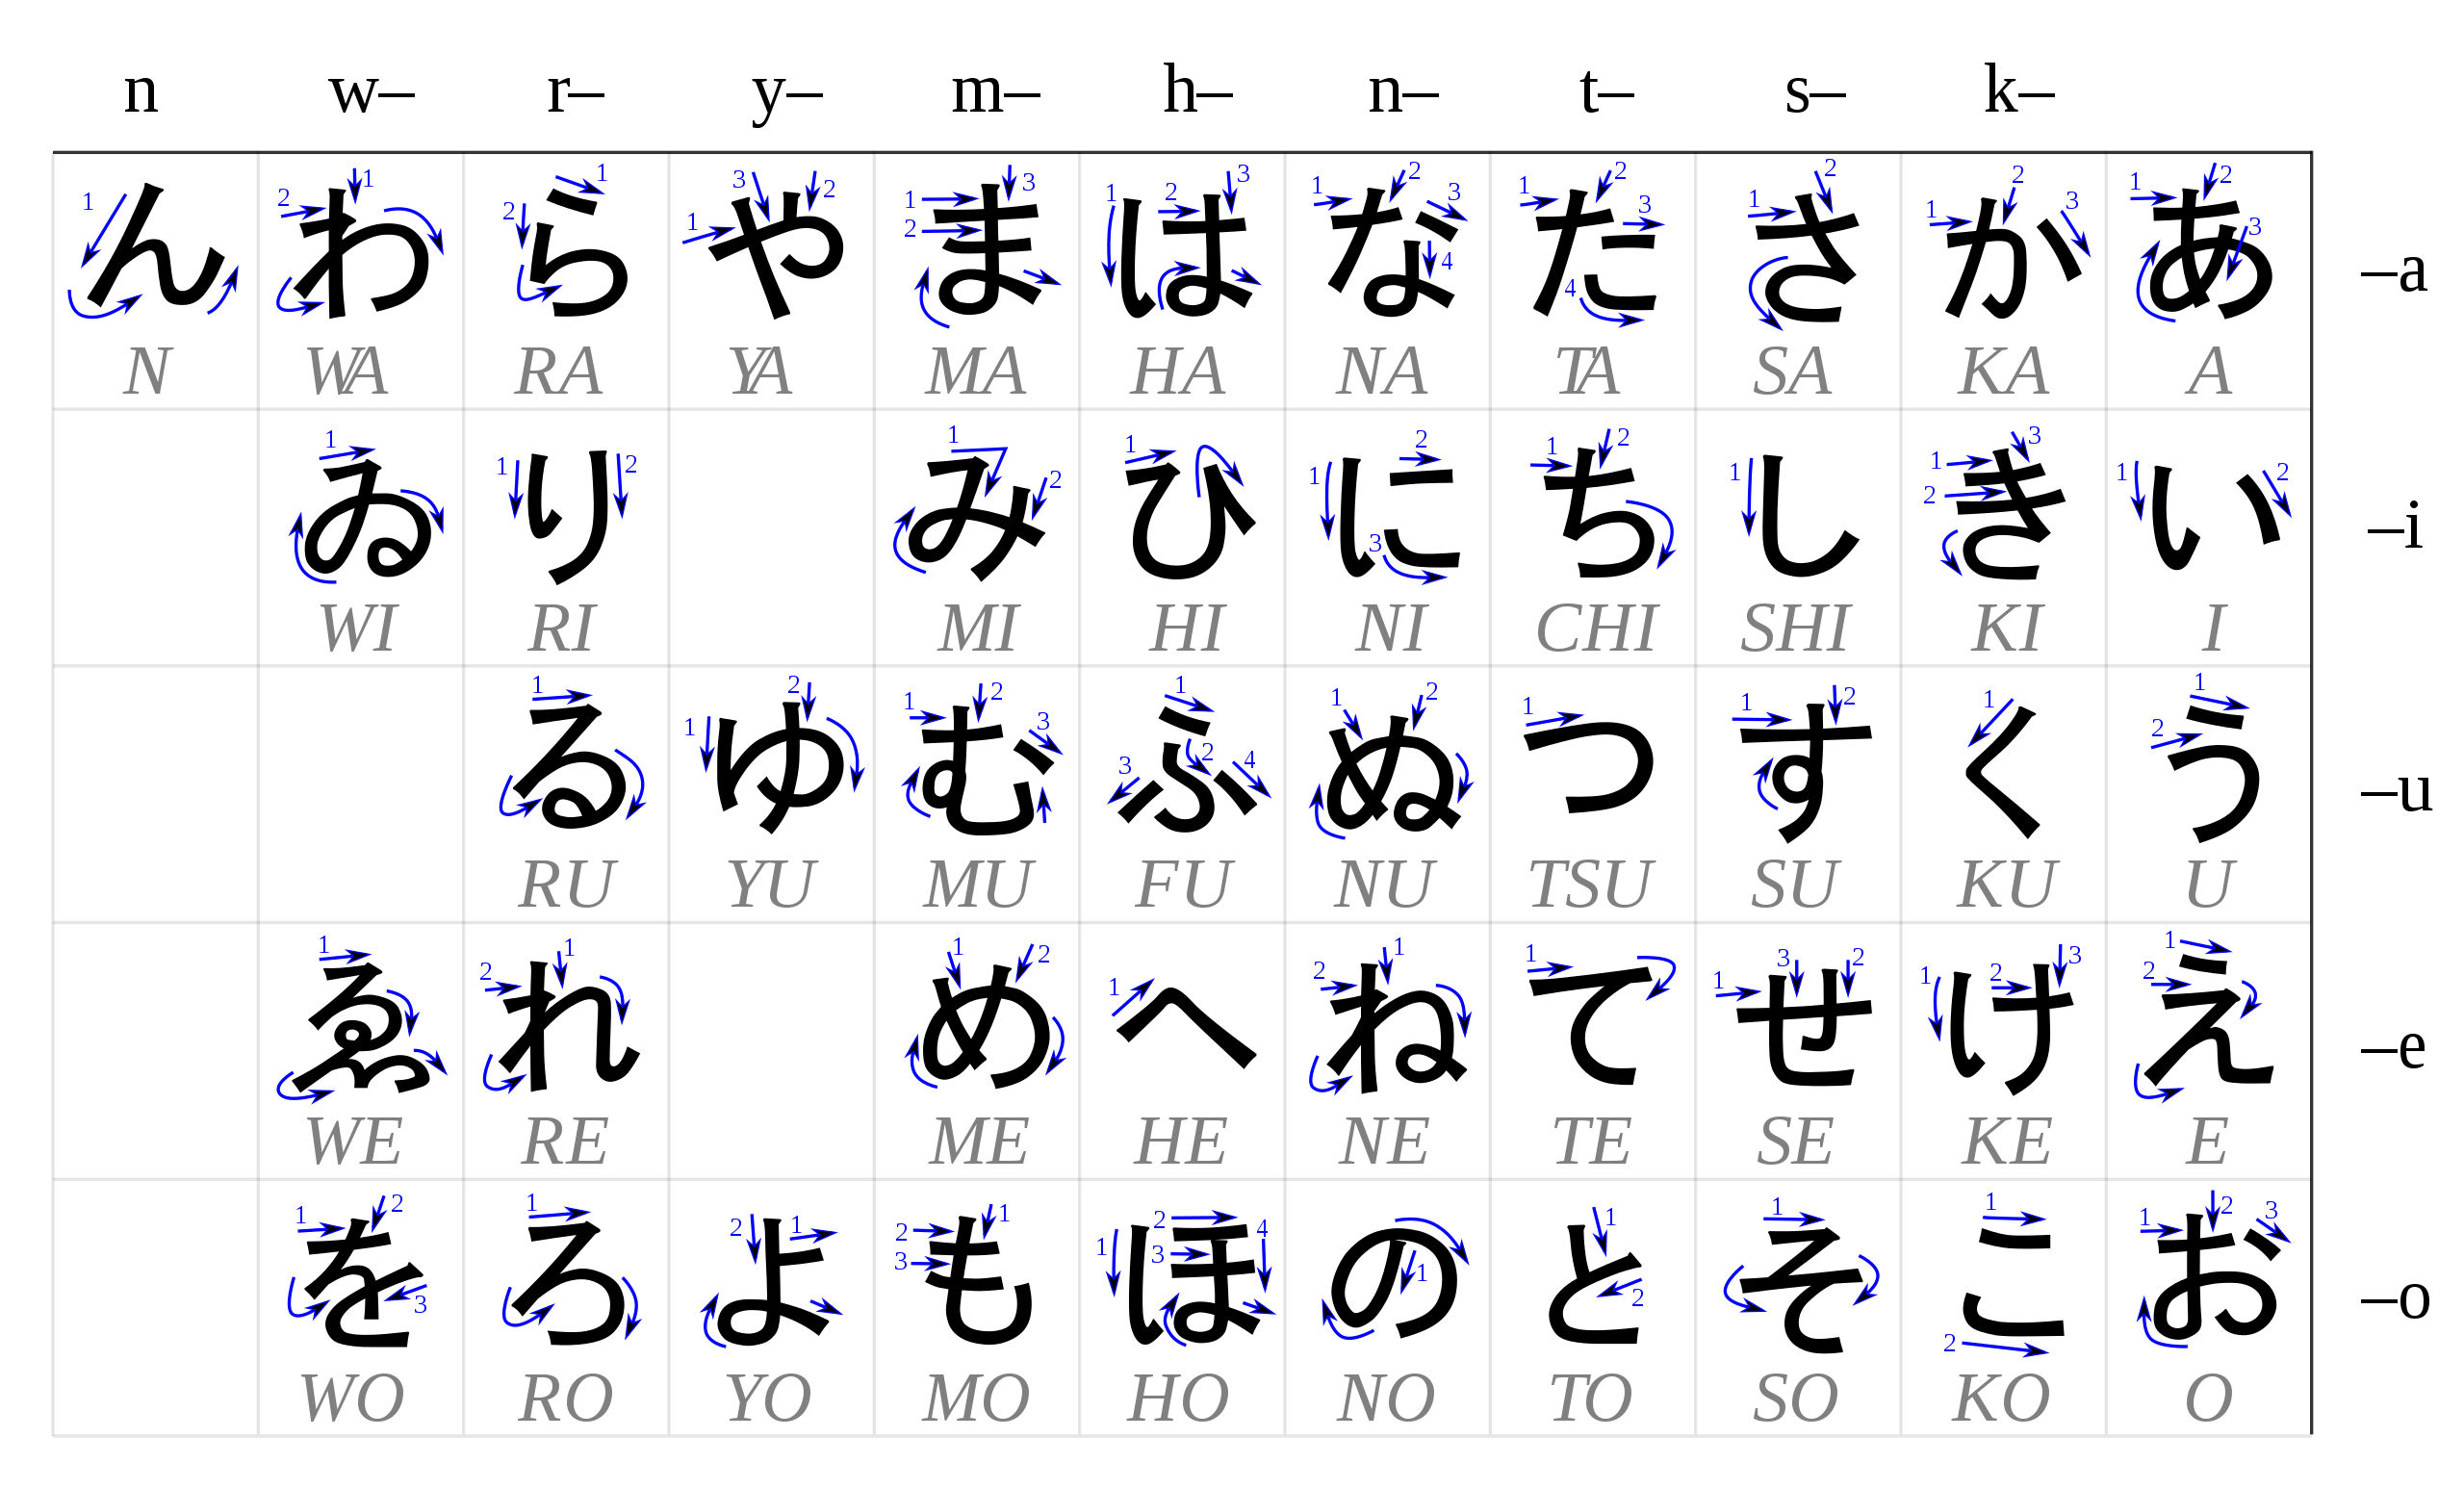 n w– r– y– m– h– n– t– s– k–
ん わ ら や ま は な た さ か あ –a
N WA RA YA MA HA NA TA SA KA A
ゐ り み ひ に ち し き い –i
WI RI MI HI NI CHI SHI KI I
る ゆ む ふ ぬ つ す く う –u
RU YU MU FU NU TSU SU KU U
ゑ れ め へ ね て せ け え –e
WE RE ME HE NE TE SE KE E
を ろ よ も ほ の と そ こ お –o
WO RO YO MO HO NO TO SO KO O